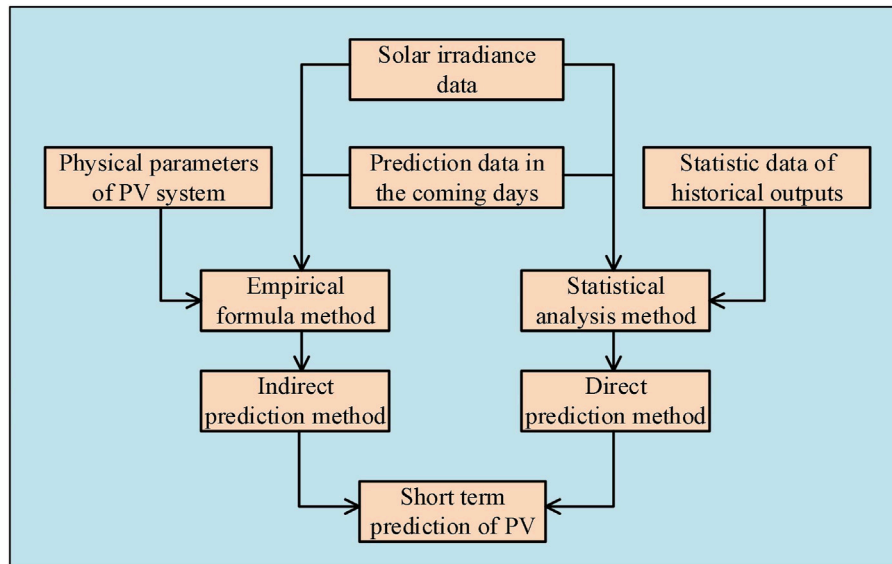 Solar irradiance
data
Physical parameters
of PV system
Prediction data in
the coming days
Statistic data of
historical outputs
Empirical
formula method
Statistical
analysis method
Indirect
prediction method
Direct
prediction method
Short term
prediction of PV